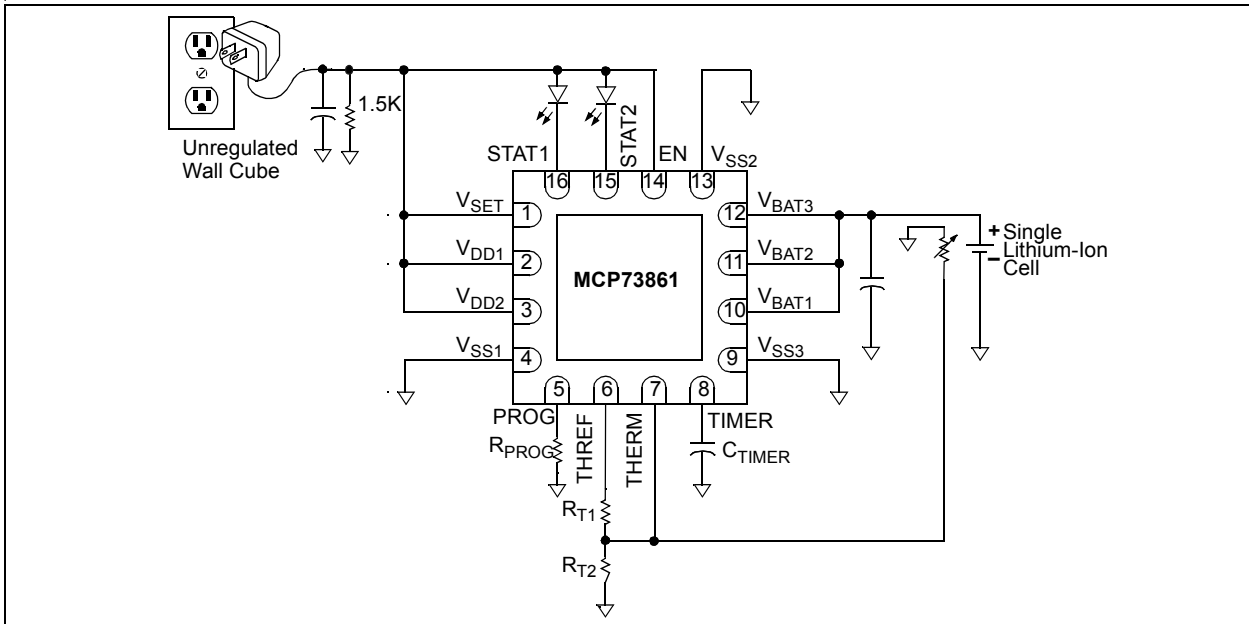 1.5K
Unregulated
Wall Cube
STAT1
STAT2
EN
VSS2
16
15
14
13
VSET
1
12
VBAT3
VDD1
2
11
VBAT2
VDD2
3
10
VBAT1
VSS1
4
9
VSS3
MCP73861
+ Single
Lithium-Ion
– Cell
5
6
7
8
PROG
THREF
THERM
TIMER
RPROG
CTIMER
RT1
RT2